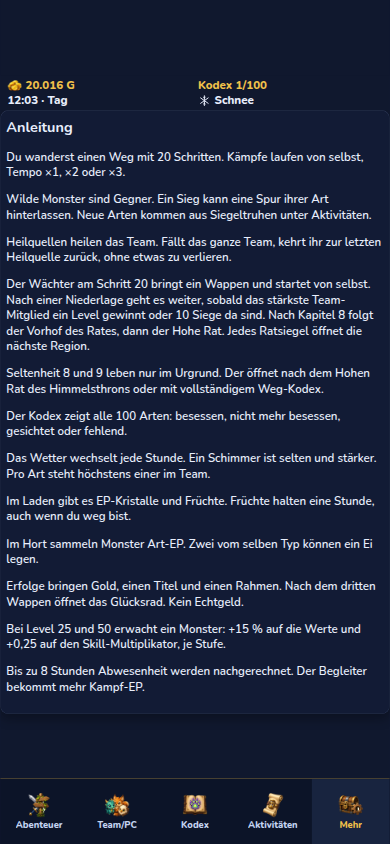 20.016 G
Kodex 1/100
12:03 · Tag
Schnee
Anleitung
Du wanderst einen Weg mit 20 Schritten. Kämpfe laufen von selbst,
Tempo ×1, ×2 oder ×3.
Wilde Monster sind Gegner. Ein Sieg kann eine Spur ihrer Art
hinterlassen. Neue Arten kommen aus Siegeltruhen unter Aktivitäten.
Heilquellen heilen das Team. Fällt das ganze Team, kehrt ihr zur letzten
Heilquelle zurück, ohne etwas zu verlieren.
Der Wächter am Schritt 20 bringt ein Wappen und startet von selbst.
Nach einer Niederlage geht es weiter, sobald das stärkste Team-
Mitglied ein Level gewinnt oder 10 Siege da sind. Nach Kapitel 8 folgt
der Vorhof des Rates, dann der Hohe Rat. Jedes Ratsiegel öffnet die
nächste Region.
Seltenheit 8 und 9 leben nur im Urgrund. Der öffnet nach dem Hohen
Rat des Himmelsthrons oder mit vollständigem Weg-Kodex.
Der Kodex zeigt alle 100 Arten: besessen, nicht mehr besessen,
gesichtet oder fehlend.
Das Wetter wechselt jede Stunde. Ein Schimmer ist selten und stärker.
Pro Art steht höchstens einer im Team.
Im Laden gibt es EP-Kristalle und Früchte. Früchte halten eine Stunde,
auch wenn du weg bist.
Im Hort sammeln Monster Art-EP. Zwei vom selben Typ können ein Ei
legen.
Erfolge bringen Gold, einen Titel und einen Rahmen. Nach dem dritten
Wappen öffnet das Glücksrad. Kein Echtgeld.
Bei Level 25 und 50 erwacht ein Monster: +15 % auf die Werte und
+0,25 auf den Skill-Multiplikator, je Stufe.
Bis zu 8 Stunden Abwesenheit werden nachgerechnet. Der Begleiter
bekommt mehr Kampf-EP.
Abenteuer
Team/PC
Kodex
Aktivitäten
Mehr